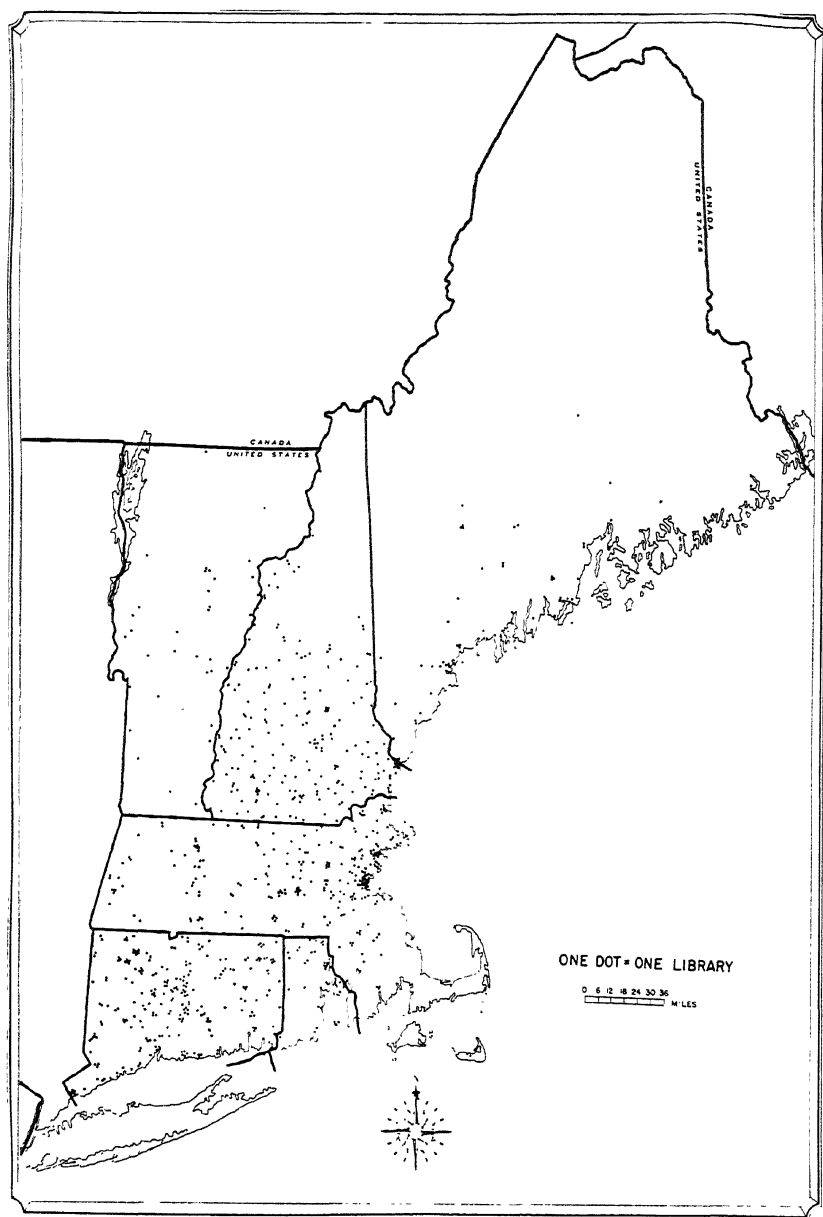 CANADA
UNITED STATES
CANADA
UNITED STATES
ONE DOT = ONE LIBRARY
0 6 12 18 24 30 36
MILES